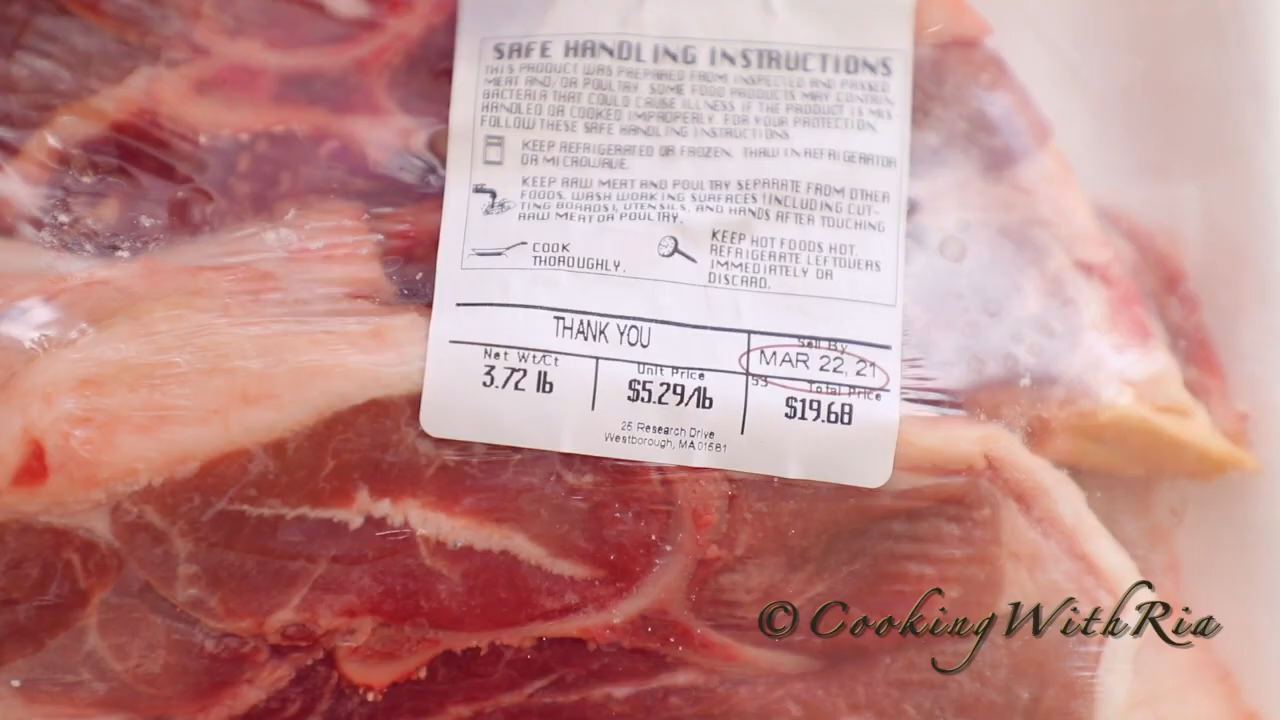 SAFE HANDLING INSTRUCTIONS
THIS PRODUCT WAS PREPARED FROM INSPECTED AND PASSED
MEAT AND/OR POULTRY. SOME FOOD PRODUCTS MAY CONTAIN
BACTERIA THAT COULD CAUSE ILLNESS IF THE PRODUCT IS MIS
HANDLED OR COOKED IMPROPERLY. FOR YOUR PROTECTION,
FOLLOW THESE SAFE HANDLING INSTRUCTIONS.
KEEP REFRIGERATED OR FROZEN. THAW IN REFRIGERATOR
OR MICROWAVE.
KEEP RAW MEAT AND POULTRY SEPARATE FROM OTHER
FOODS. WASH WORKING SURFACES (INCLUDING CUT-
TING BOARDS), UTENSILS, AND HANDS AFTER TOUCHING
RAW MEAT OR POULTRY.
COOK
THOROUGHLY.
KEEP HOT FOODS HOT.
REFRIGERATE LEFTOVERS
IMMEDIATELY OR
DISCARD.
THANK YOU
Sell By
MAR 22, 21
Net Wt/Ct
3.72 lb
Unit Price
$5.29/lb
53
Total Price
$19.68
25 Research Drive
Westborough, MA 01581
© CookingWithRia